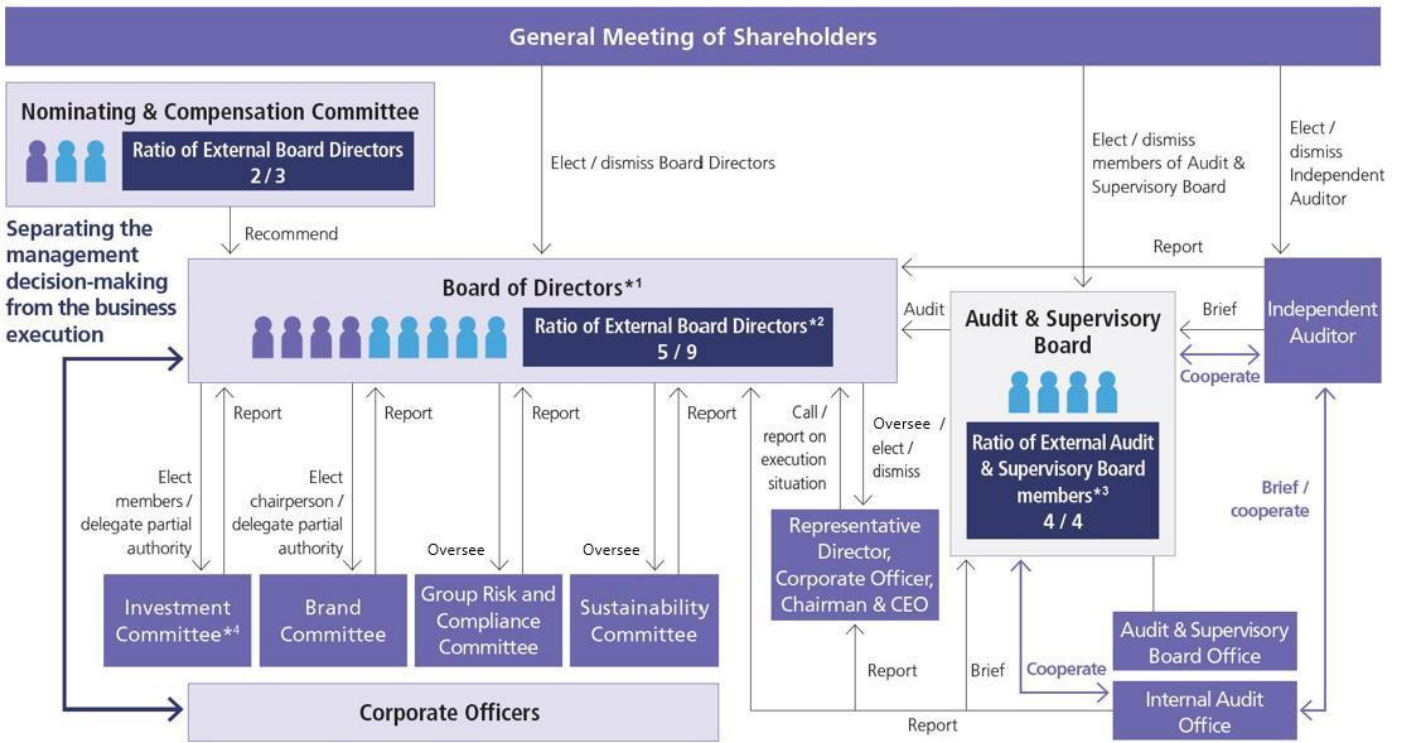 General Meeting of Shareholders
Nominating & Compensation Committee
Ratio of External Board Directors
2 / 3
Elect / dismiss Board Directors
Elect / dismiss
members of Audit &
Supervisory Board
Elect /
dismiss
Independent
Auditor
Separating the
management
decision-making
from the business
execution
Recommend
Report
Board of Directors*1
Ratio of External Board Directors*2
5 / 9
Audit
Audit & Supervisory
Board
Brief
Cooperate
Independent
Auditor
Ratio of External Audit
& Supervisory Board
members*3
4 / 4
Report
Report
Report
Report
Call /
report on
execution
situation
Oversee /
elect /
dismiss
Elect
members /
delegate partial
authority
Elect
chairperson /
delegate partial
authority
Oversee
Oversee
Brief /
cooperate
Representative
Director,
Corporate Officer,
Chairman & CEO
Investment
Committee*4
Brand
Committee
Group Risk and
Compliance
Committee
Sustainability
Committee
Audit & Supervisory
Board Office
Report
Brief
Cooperate
Internal Audit
Office
Report
Corporate Officers